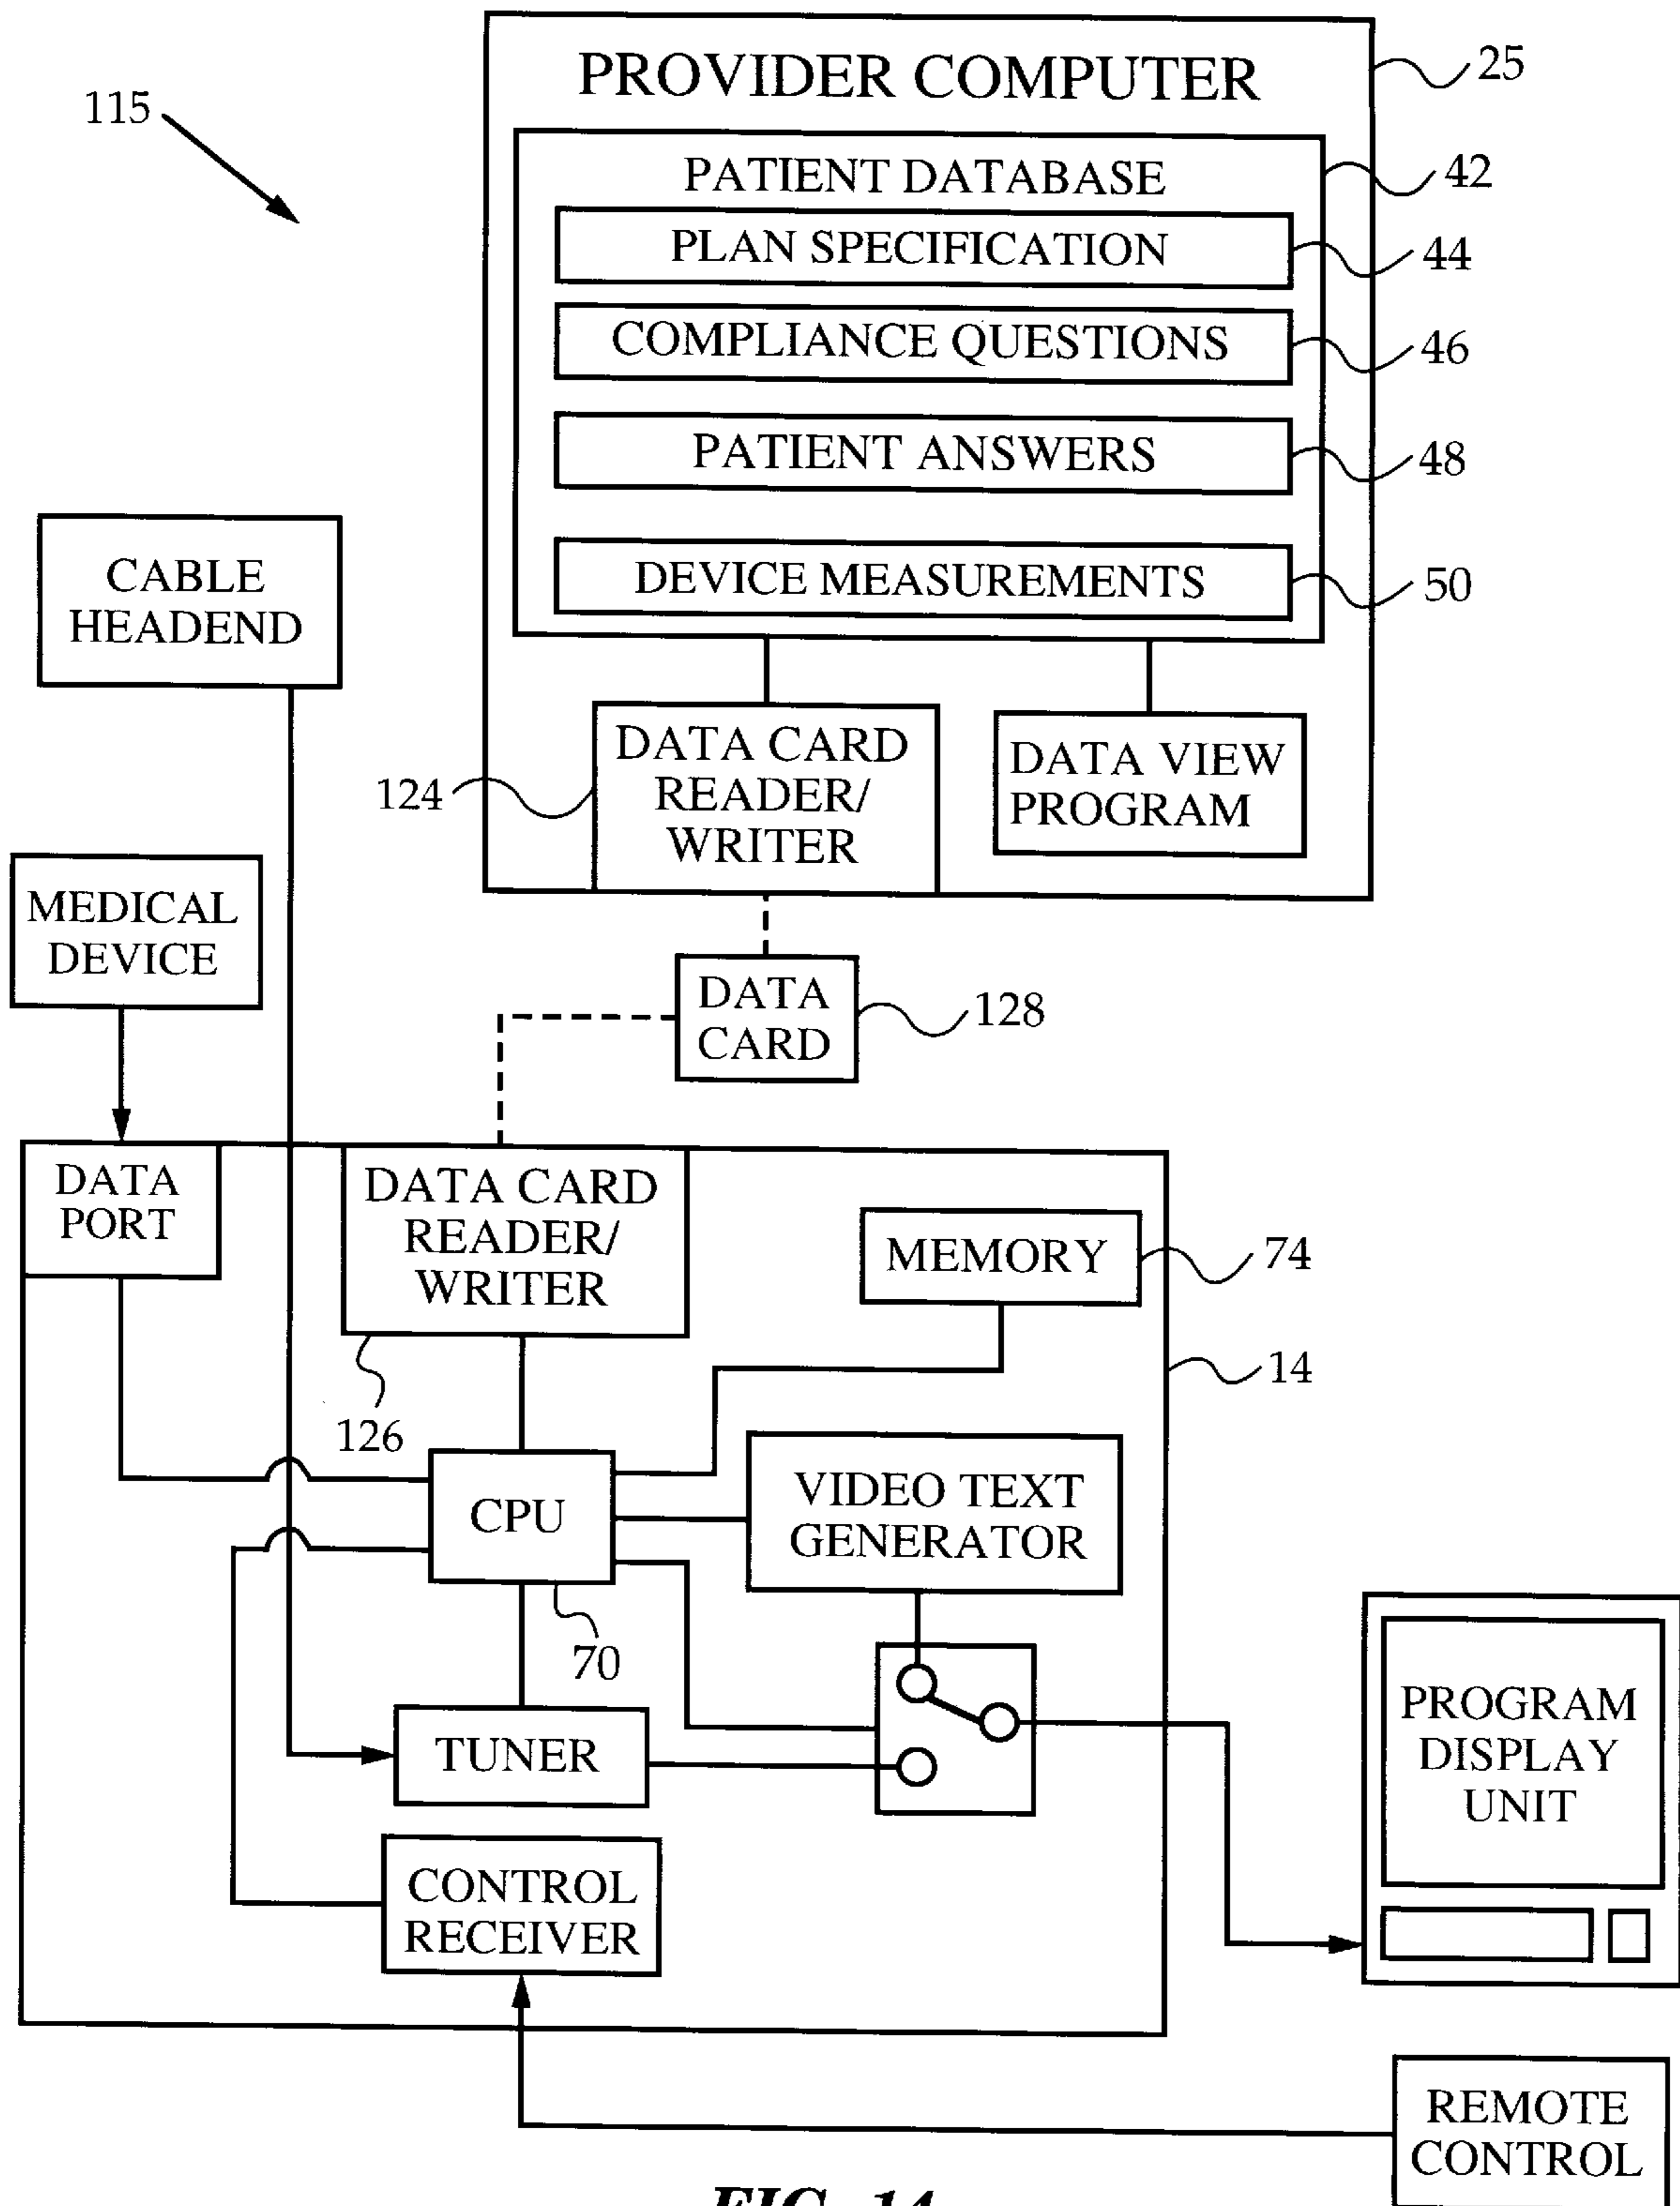 PROVIDER COMPUTER
25
115
PATIENT DATABASE
42
PLAN SPECIFICATION
44
COMPLIANCE QUESTIONS
46
PATIENT ANSWERS
48
DEVICE MEASUREMENTS
50
CABLE
HEADEND
DATA CARD
READER/
WRITER
124
DATA VIEW
PROGRAM
MEDICAL
DEVICE
DATA
CARD
128
DATA
PORT
DATA CARD
READER/
WRITER
126
MEMORY
74
14
CPU
70
VIDEO TEXT
GENERATOR
TUNER
PROGRAM
DISPLAY
UNIT
CONTROL
RECEIVER
REMOTE
CONTROL
FIG. 14